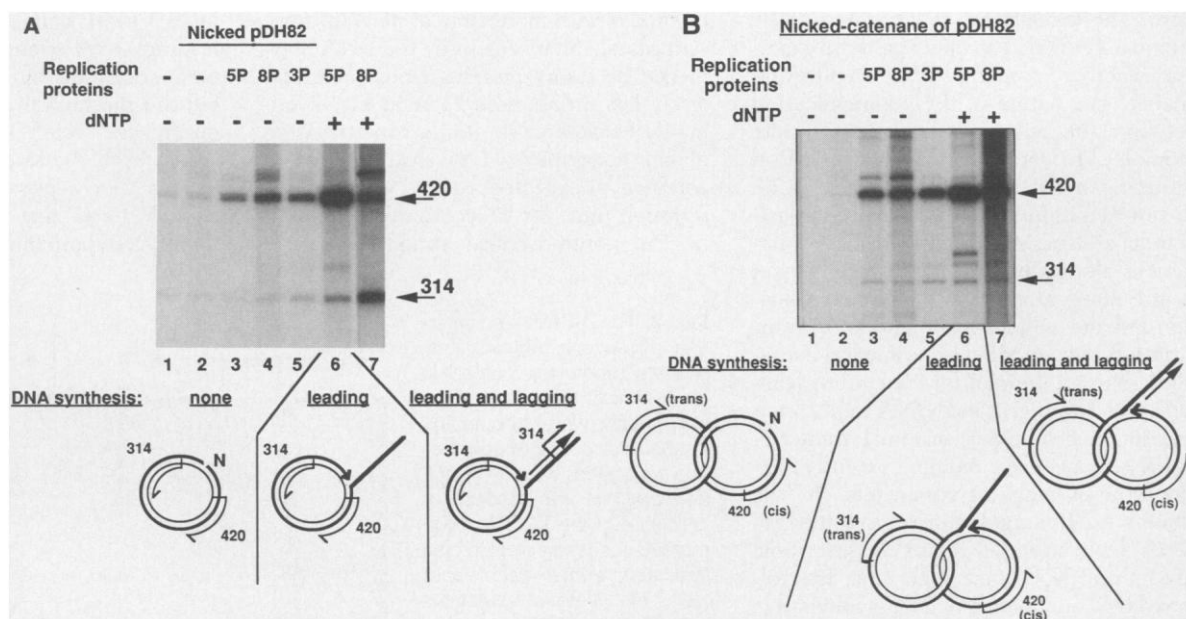 A
Nicked pDH82
Replication proteins
- - 5P 8P 3P 5P 8P
dNTP
- - - - - + +
420
314
1 2 3 4 5 6 7
DNA synthesis: none leading leading and lagging
314 N 420
314 420
314 314 420
B
Nicked-catenane of pDH82
Replication proteins
- - 5P 8P 3P 5P 8P
dNTP
- - - - - + +
420
314
1 2 3 4 5 6 7
DNA synthesis: none leading leading and lagging
314 (trans) N 420 (cis)
314 (trans) 420 (cis)
314 (trans) N 420 (cis)